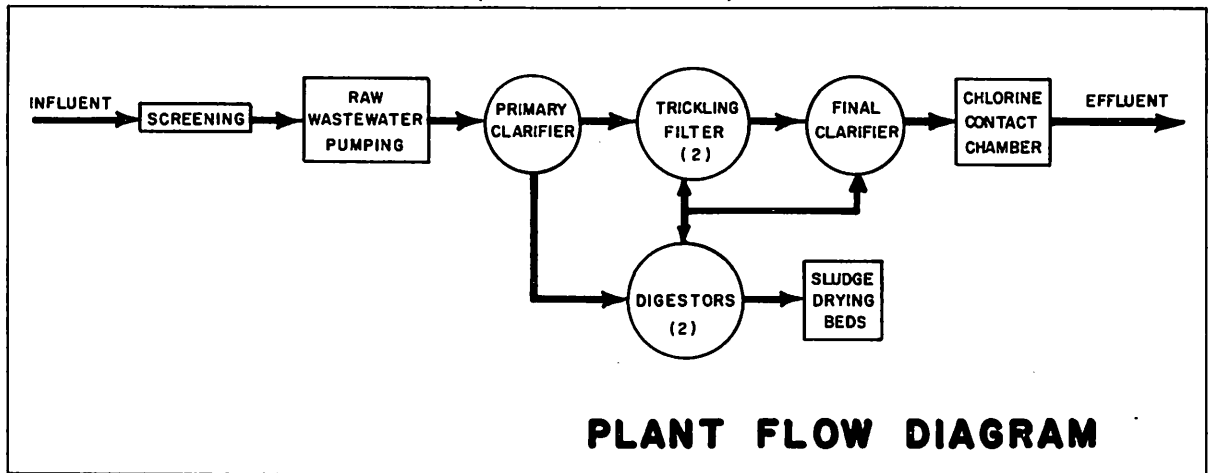 INFLUENT
SCREENING
RAW
WASTEWATER
PUMPING
PRIMARY
CLARIFIER
TRICKLING
FILTER
(2)
FINAL
CLARIFIER
CHLORINE
CONTACT
CHAMBER
EFFLUENT
DIGESTORS
(2)
SLUDGE
DRYING
BEDS
PLANT FLOW DIAGRAM